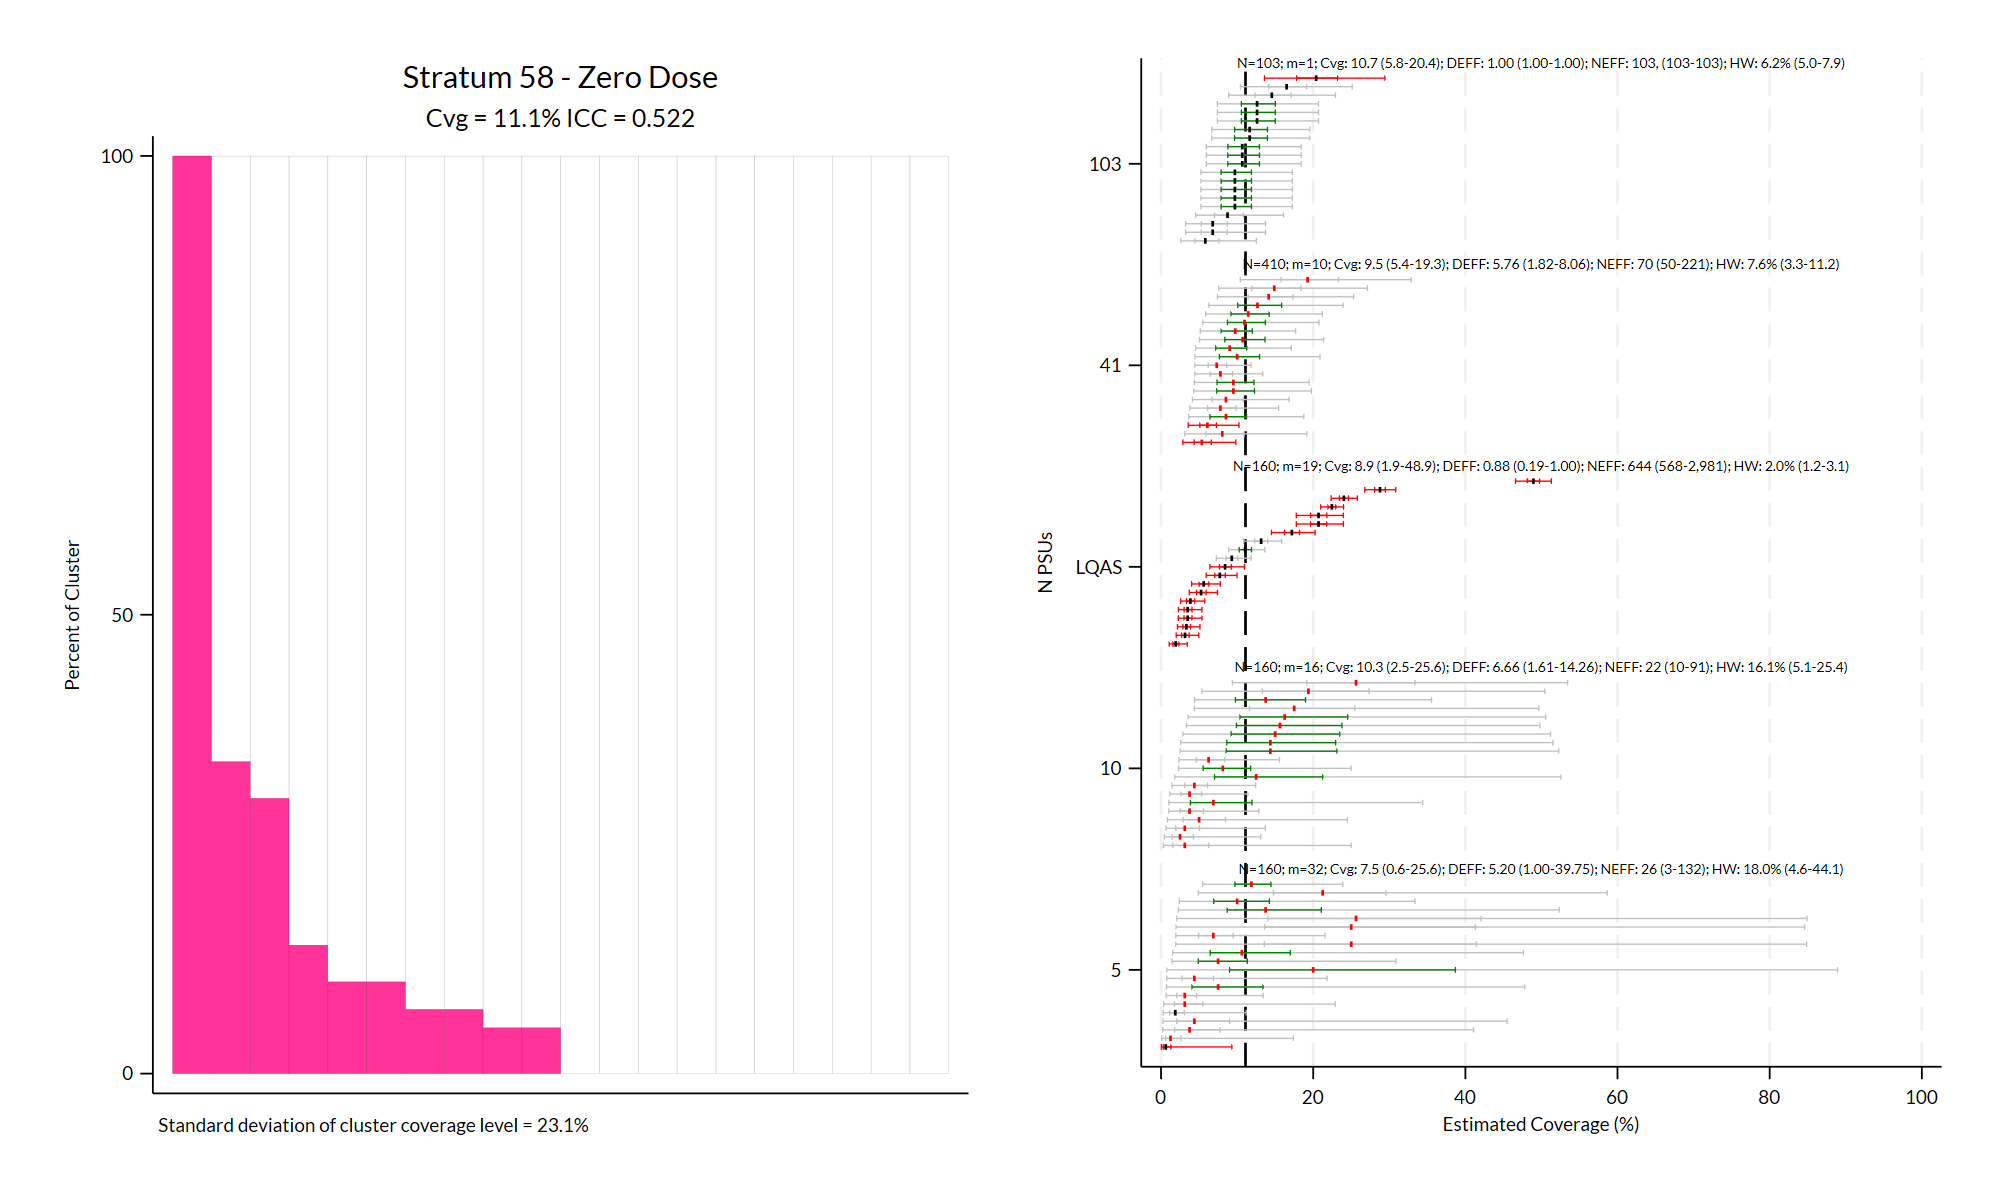 Stratum 58 - Zero Dose
Cvg = 11.1% ICC = 0.522
100
50
0
Percent of Cluster
Standard deviation of cluster coverage level = 23.1%
N=103; m=1; Cvg: 10.7 (5.8-20.4); DEFF: 1.00 (1.00-1.00); NEFF: 103, (103-103); HW: 6.2% (5.0-7.9)
103
N=410; m=10; Cvg: 9.5 (5.4-19.3); DEFF: 5.76 (1.82-8.06); NEFF: 70 (50-221); HW: 7.6% (3.3-11.2)
41
N=160; m=19; Cvg: 8.9 (1.9-48.9); DEFF: 0.88 (0.19-1.00); NEFF: 644 (568-2,981); HW: 2.0% (1.2-3.1)
LQAS
N=160; m=16; Cvg: 10.3 (2.5-25.6); DEFF: 6.66 (1.61-14.26); NEFF: 22 (10-91); HW: 16.1% (5.1-25.4)
10
N=160; m=32; Cvg: 7.5 (0.6-25.6); DEFF: 5.20 (1.00-39.75); NEFF: 26 (3-132); HW: 18.0% (4.6-44.1)
5
N PSUs
0 20 40 60 80 100
Estimated Coverage (%)